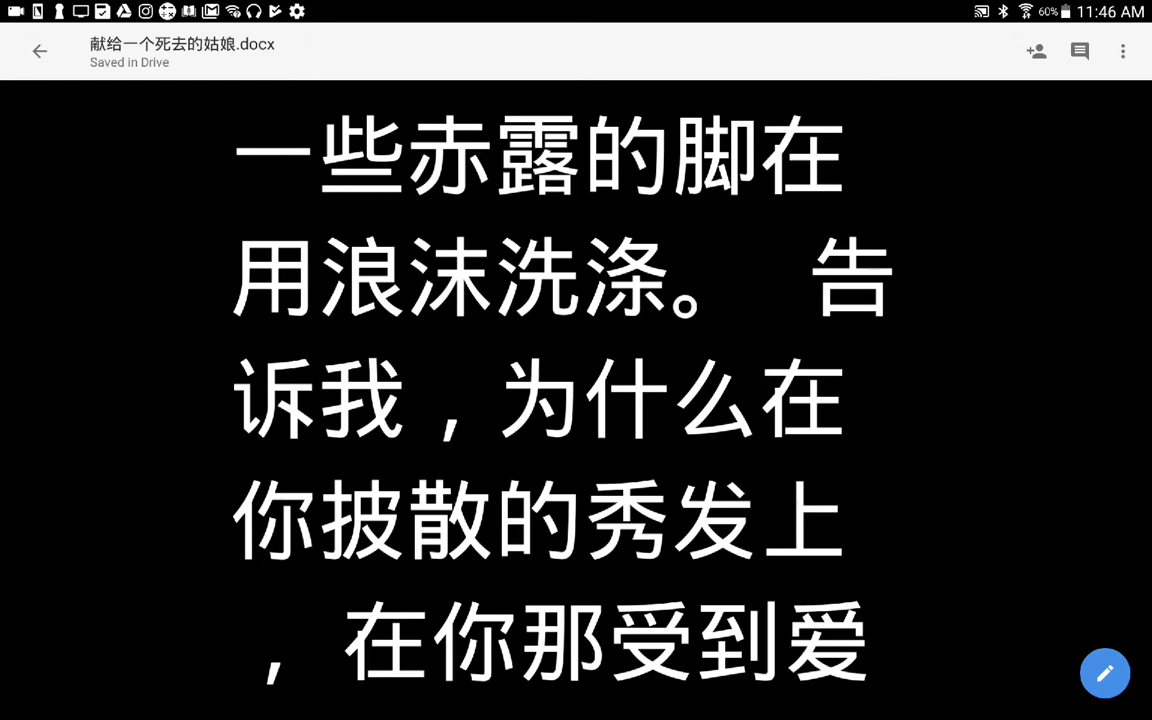 60% 11:46 AM
献给一个死去的姑娘.docx
Saved in Drive
一些赤露的脚在
用浪沫洗涤。 告
诉我，为什么在
你披散的秀发上
，在你那受到爱